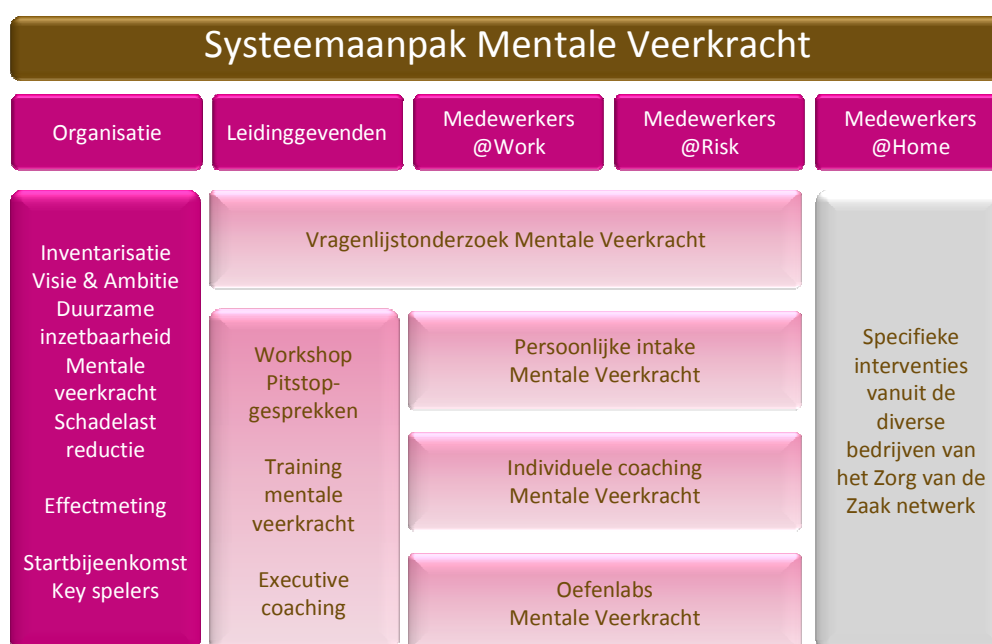 Systeemaanpak Mentale Veerkracht
Organisatie
Leidinggevenden
Medewerkers
@Work
Medewerkers
@Risk
Medewerkers
@Home
Inventarisatie
Visie & Ambitie
Duurzame
inzetbaarheid
Mentale
veerkracht
Schadelast
reductie
Effectmeting
Startbijeenkomst
Key spelers
Vragenlijstonderzoek Mentale Veerkracht
Workshop
Pitstop-
gesprekken
Training
mentale
veerkracht
Executive
coaching
Persoonlijke intake
Mentale Veerkracht
Individuele coaching
Mentale Veerkracht
Oefenlabs
Mentale Veerkracht
Specifieke
interventies
vanuit de
diverse
bedrijven van
het Zorg van de
Zaak netwerk